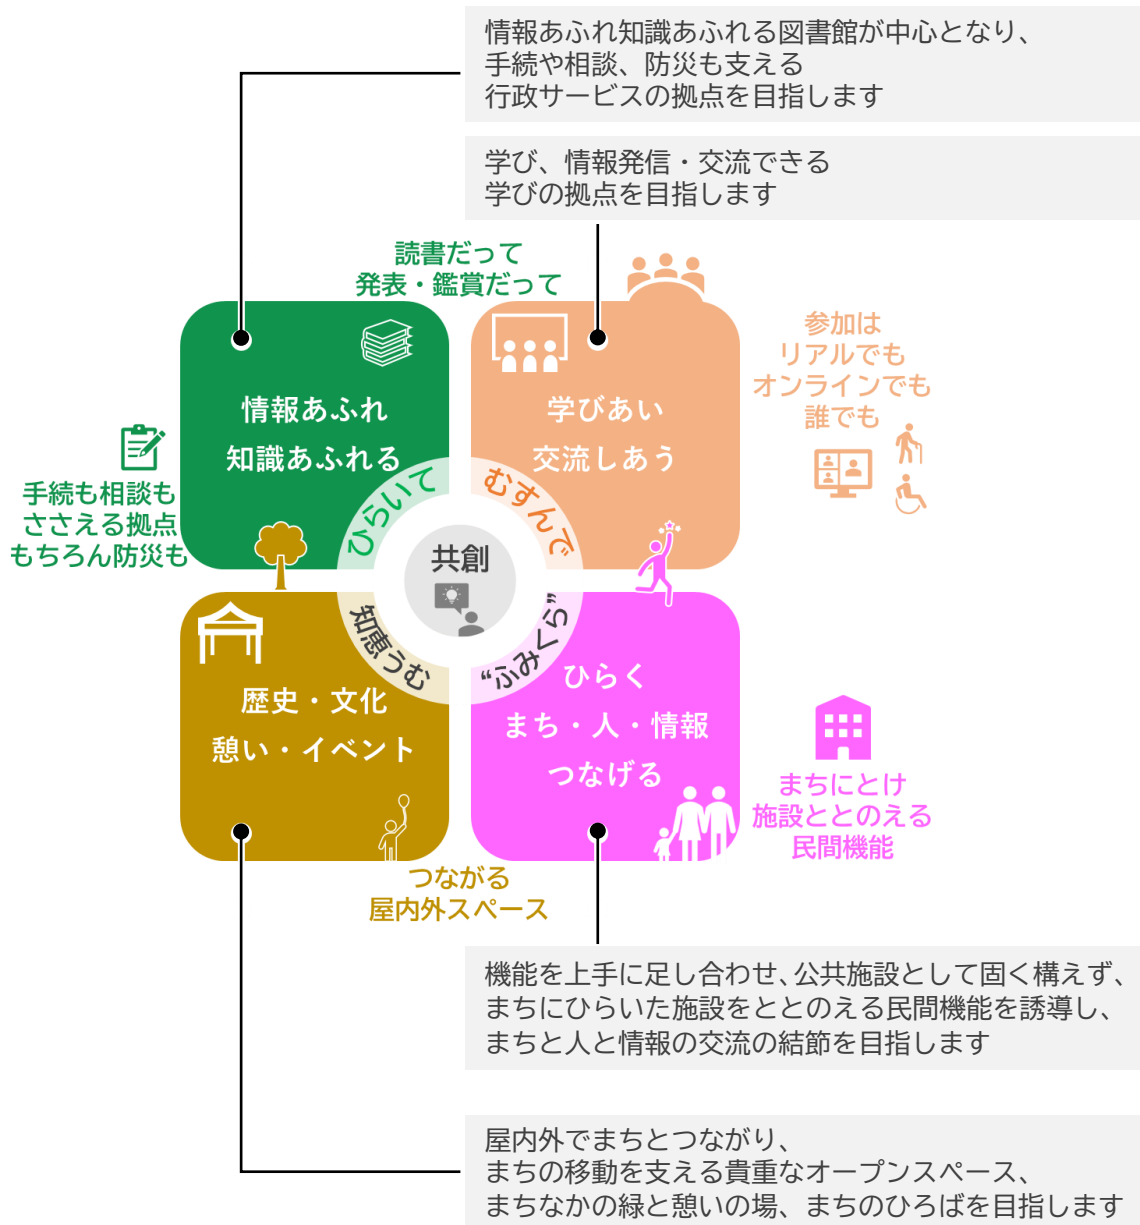 情報あふれ知識あふれる図書館が中心となり、
手続や相談、防災も支える
行政サービスの拠点を目指します
学び、情報発信・交流できる
学びの拠点を目指します
読書だって
発表・鑑賞だって
参加は
リアルでも
オンラインでも
誰でも
情報あふれ
知識あふれる
学びあい
交流しあう
手続も相談も
ささえる拠点
もちろん防災も
ひらいて
むすんで
共創
知恵うむ
“ふみくら”
歴史・文化
憩い・イベント
ひらく
まち・人・情報
つなげる
まちにとけ
施設ととのえる
民間機能
つながる
屋内外スペース
機能を上手に足し合わせ、公共施設として固く構えず、
まちにひらいた施設をととのえる民間機能を誘導し、
まちと人と情報の交流の結節を目指します
屋内外でまちとつながり、
まちの移動を支える貴重なオープンスペース、
まちなかの緑と憩いの場、まちのひろばを目指します